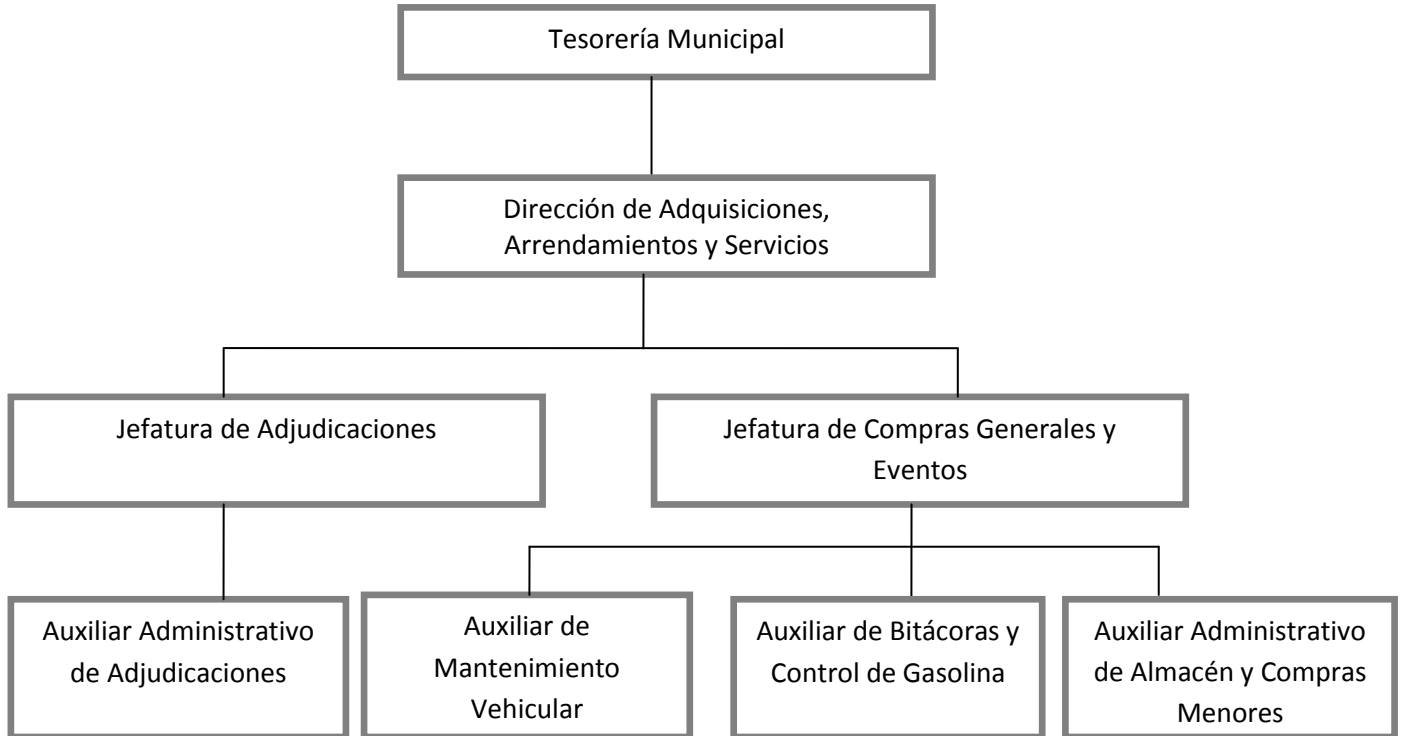 Tesorería Municipal
Dirección de Adquisiciones,
Arrendamientos y Servicios
Jefatura de Adjudicaciones
Jefatura de Compras Generales y
Eventos
Auxiliar Administrativo
de Adjudicaciones
Auxiliar de
Mantenimiento
Vehicular
Auxiliar de Bitácoras y
Control de Gasolina
Auxiliar Administrativo
de Almacén y Compras
Menores